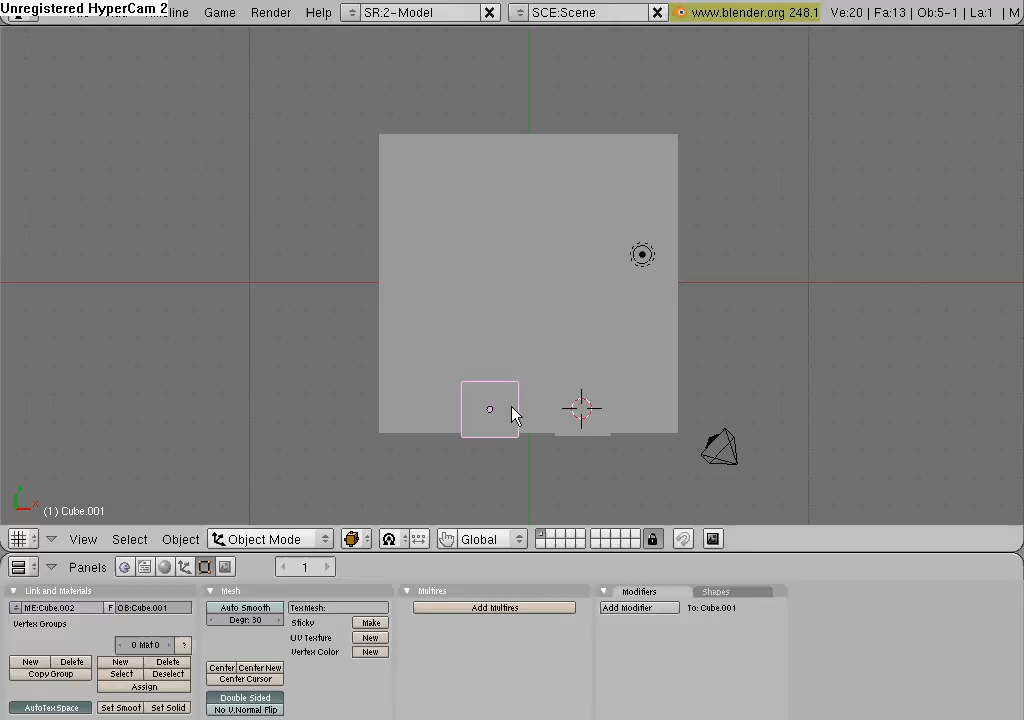 Unregistered HyperCam 2
Timeline Game Render Help SR:2-Model SCE:Scene www.blender.org 248.1 Ve:20 | Fa:13 | Ob:5-1 | La:1 | M
(1) Cube.001
View Select Object Object Mode Global
Panels 1
Link and Materials Mesh Multires Modifiers Shapes
ME:Cube.002 F OB:Cube.001 Auto Smooth TexMesh: Add Multires Add Modifier To: Cube.001
Degr: 30 Sticky Make
Vertex Groups
UV Texture New
0 Mat 0 ? Vertex Color New
New Delete New Delete Center Center New
Copy Group Select Deselect Center Cursor
Assign
Double Sided
AutoTexSpace Set Smoot Set Solid No V.Normal Flip